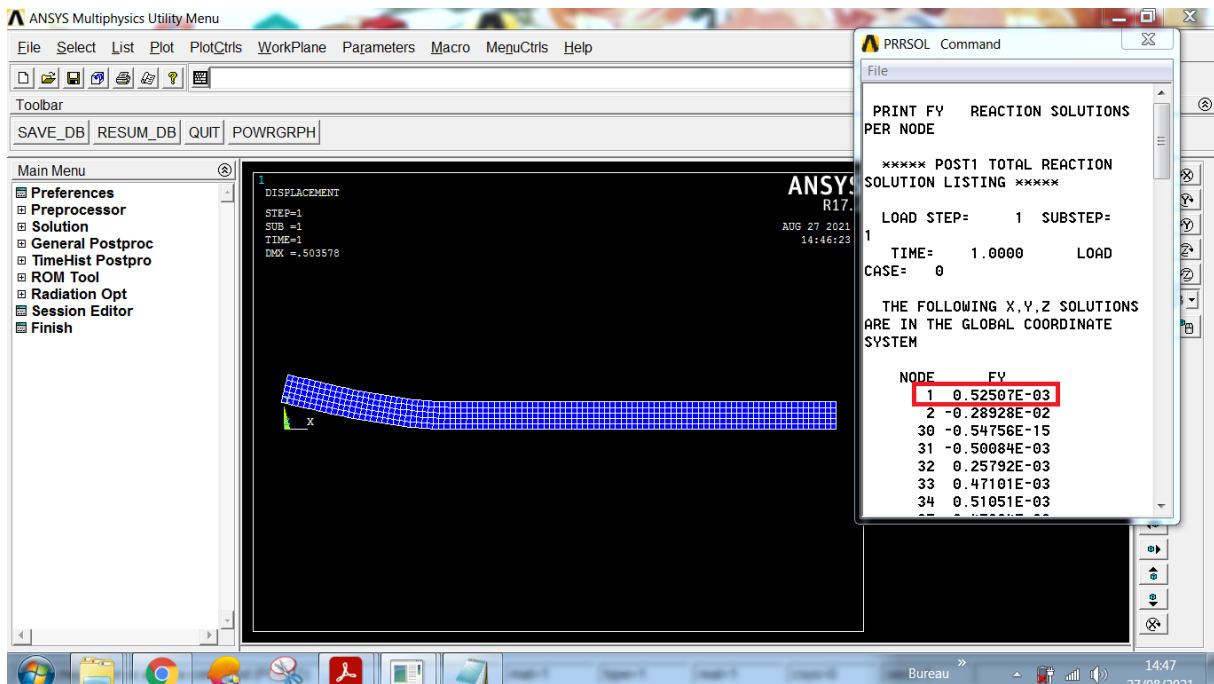 ANSYS Multiphysics Utility Menu
File Select List Plot PlotCtrls WorkPlane Parameters Macro MenuCtrls Help
Toolbar
SAVE_DB RESUM_DB QUIT POWRGRPH
Main Menu
Preferences
Preprocessor
Solution
General Postproc
TimeHist Postpro
ROM Tool
Radiation Opt
Session Editor
Finish
1
DISPLACEMENT
STEP=1
SUB =1
TIME=1
DMX =.503578
ANSYS
R17.
AUG 27 2021
14:46:23
X
PRRSOL Command
File
PRINT FY REACTION SOLUTIONS
PER NODE
***** POST1 TOTAL REACTION
SOLUTION LISTING *****
LOAD STEP= 1 SUBSTEP=
1
TIME= 1.0000 LOAD
CASE= 0
THE FOLLOWING X,Y,Z SOLUTIONS
ARE IN THE GLOBAL COORDINATE
SYSTEM
NODE FY
1 0.52507E-03
2 -0.28928E-02
30 -0.54756E-15
31 -0.50084E-03
32 0.25792E-03
33 0.47101E-03
34 0.51051E-03
Bureau
14:47
27/08/2021